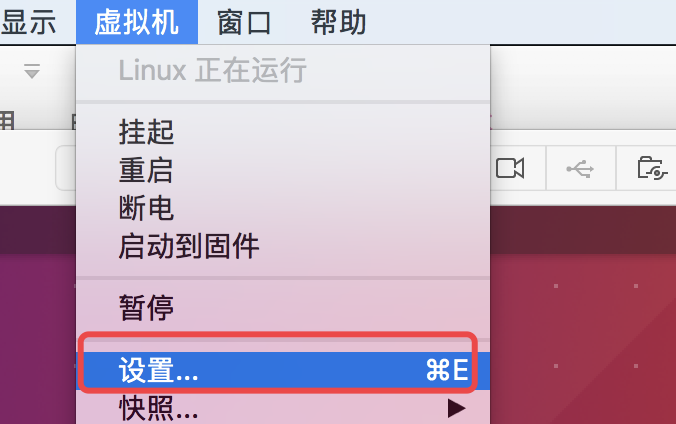 显示 虚拟机 窗口 帮助
Linux 正在运行
挂起
重启
断电
启动到固件
暂停
设置... ⌘E
快照...